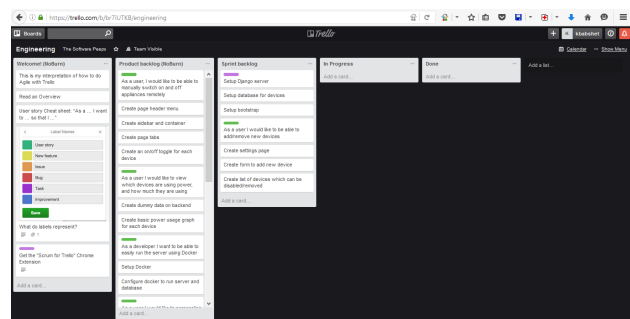 https://trello.com/b/br7iUTKB/engineering
Boards
Trello
kbabshet
Engineering
The Software Peeps
Team Visible
Calendar
Show Menu
Welcome! (NoBurn)
This is my interpretation of how to do
Agile with Trello
Read an Overview
User story Cheat sheet: "As a ... I want
to ... so that I ..."
Label Names
User story
New feature
Issue
Bug
Task
Improvement
Save
What do labels represent?
1
Get the "Scrum for Trello" Chrome
Extension
Add a card...
Product backlog (NoBurn)
As a user, I would like to be able to
manually switch on and off
appliances remotely
Create page header menu
Create sidebar and container
Create page tabs
Create an on/off toggle for each
device
As a user I would like to view
which devices are using power,
and how much they are using
Create dummy data on backend
Create basic power usage graph
for each device
As a developer I want to be able to
easily run the server using Docker
Setup Docker
Configure docker to run server and
database
Add a card...
Sprint backlog
Setup Django server
Setup database for devices
Setup bootstrap
As a user I would like to be able to
add/remove new devices
Create settings page
Create form to add new device
Create list of devices which can be
disabled/removed
Add a card...
In Progress
Add a card...
Done
Add a card...
Add a list...